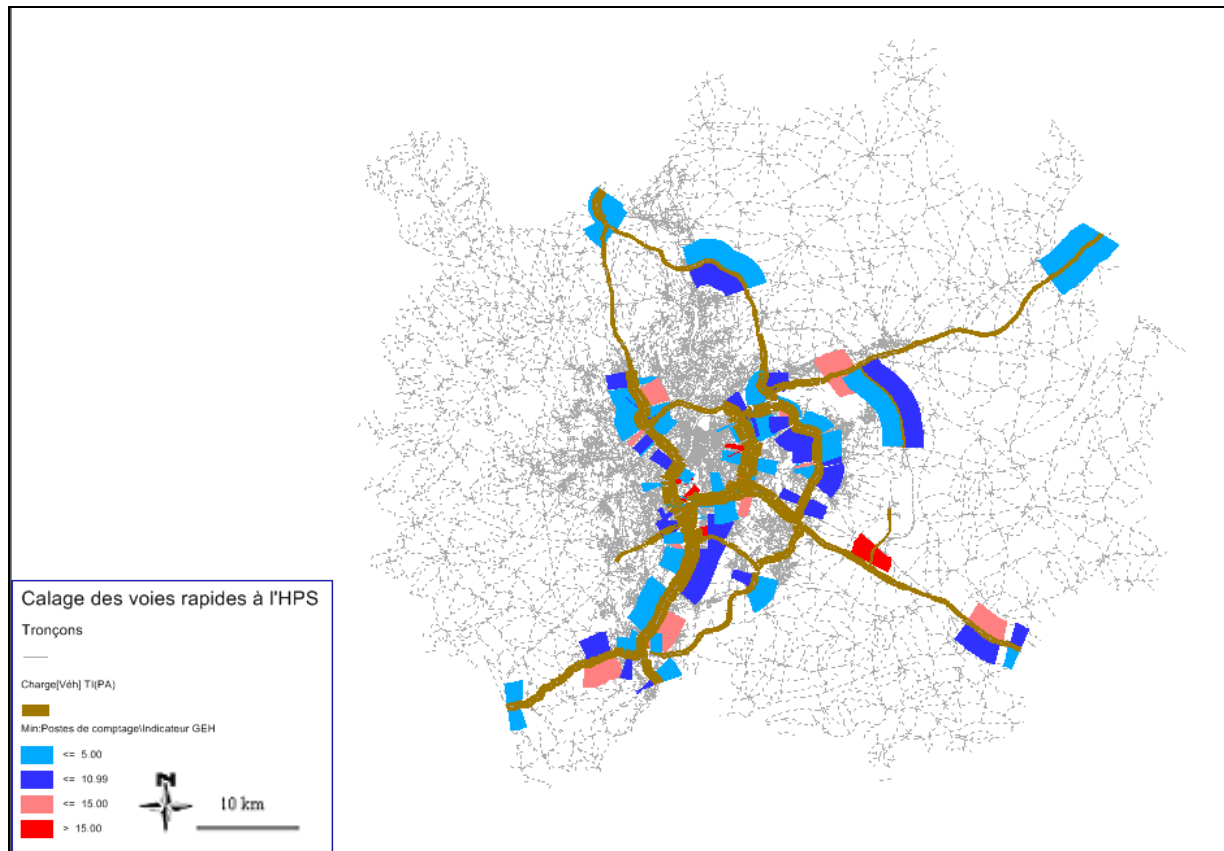 Calage des voies rapides à l'HPS
Tronçons
Charge[Véh] TI(PA)
Min:Postes de comptage\Indicateur GEH
<= 5.00
<= 10.99
<= 15.00
> 15.00
N
10 km